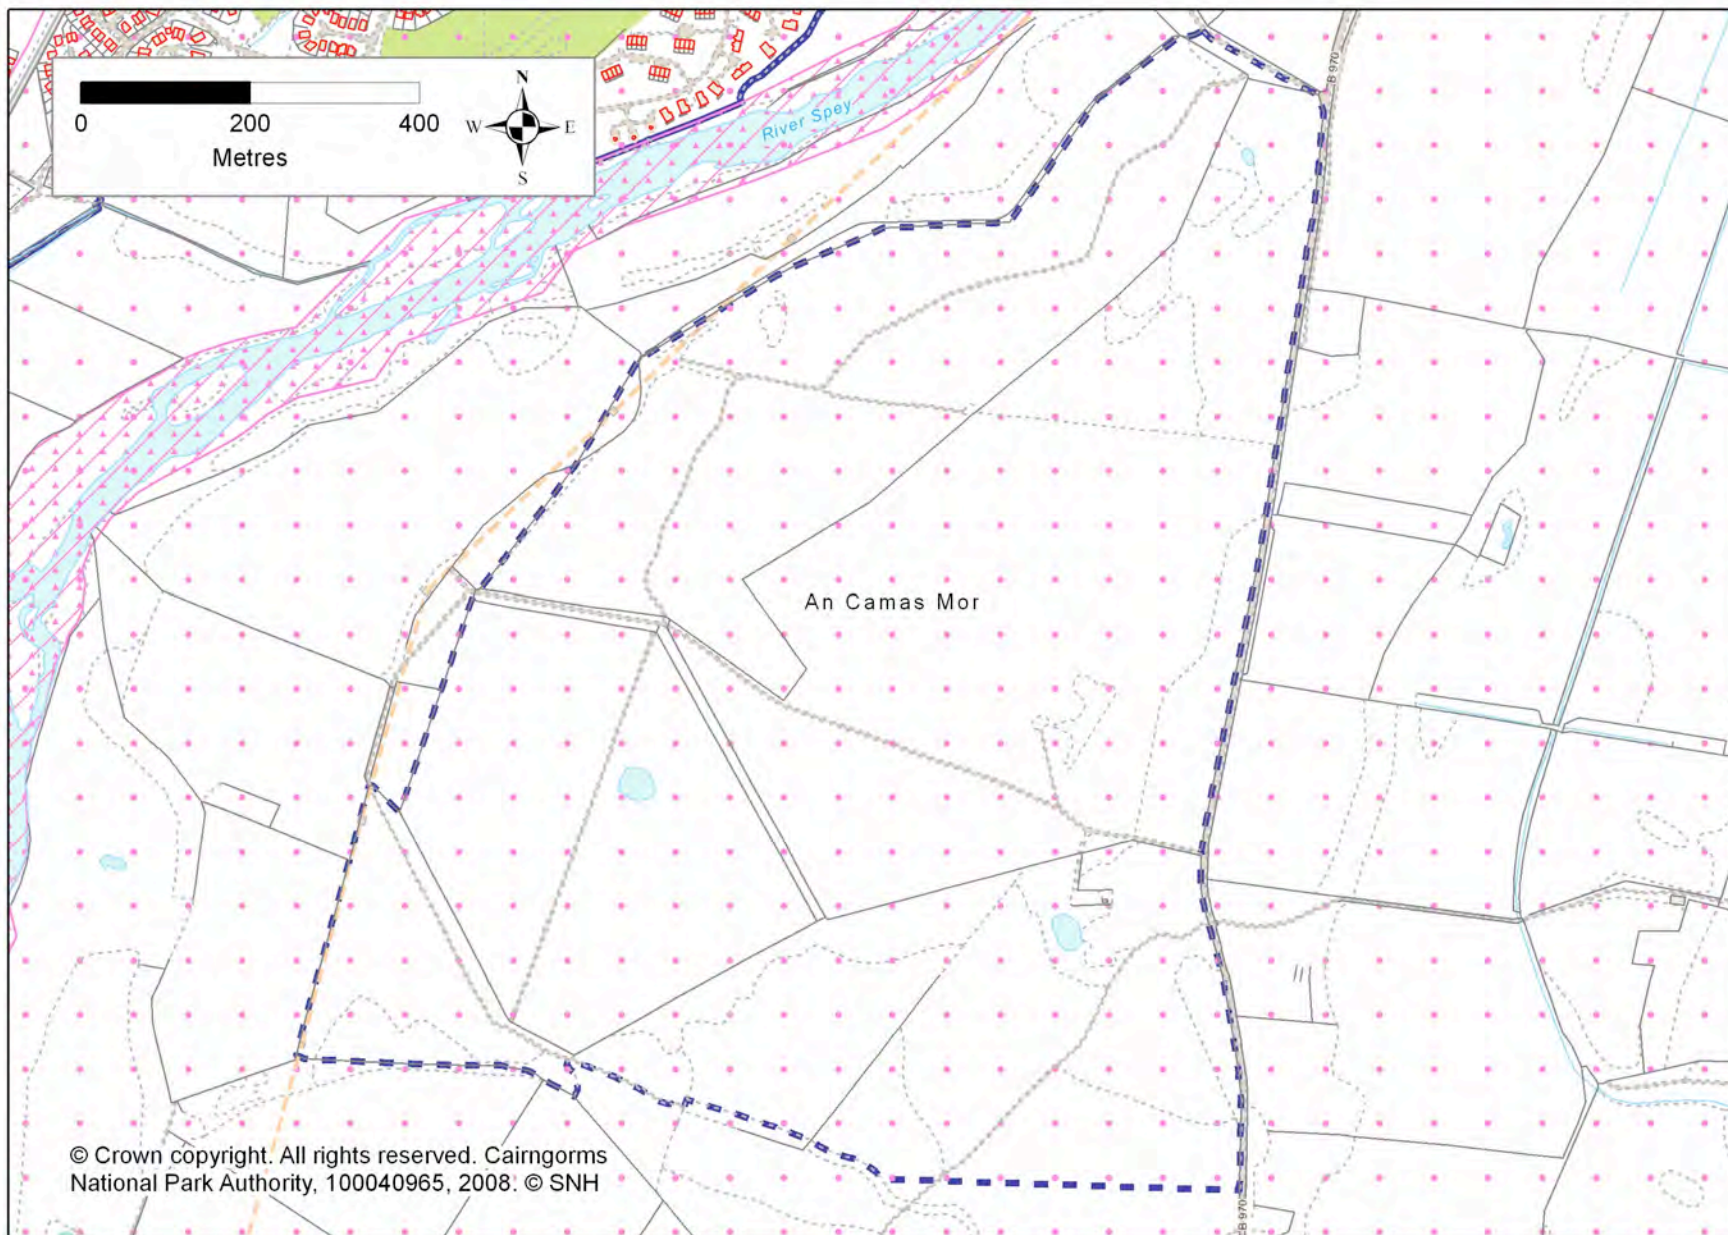 B 970
N
W E
S
0 200 400
Metres
River Spey
An Camas Mor
© Crown copyright. All rights reserved. Cairngorms
National Park Authority, 100040965, 2008. © SNH
B 970